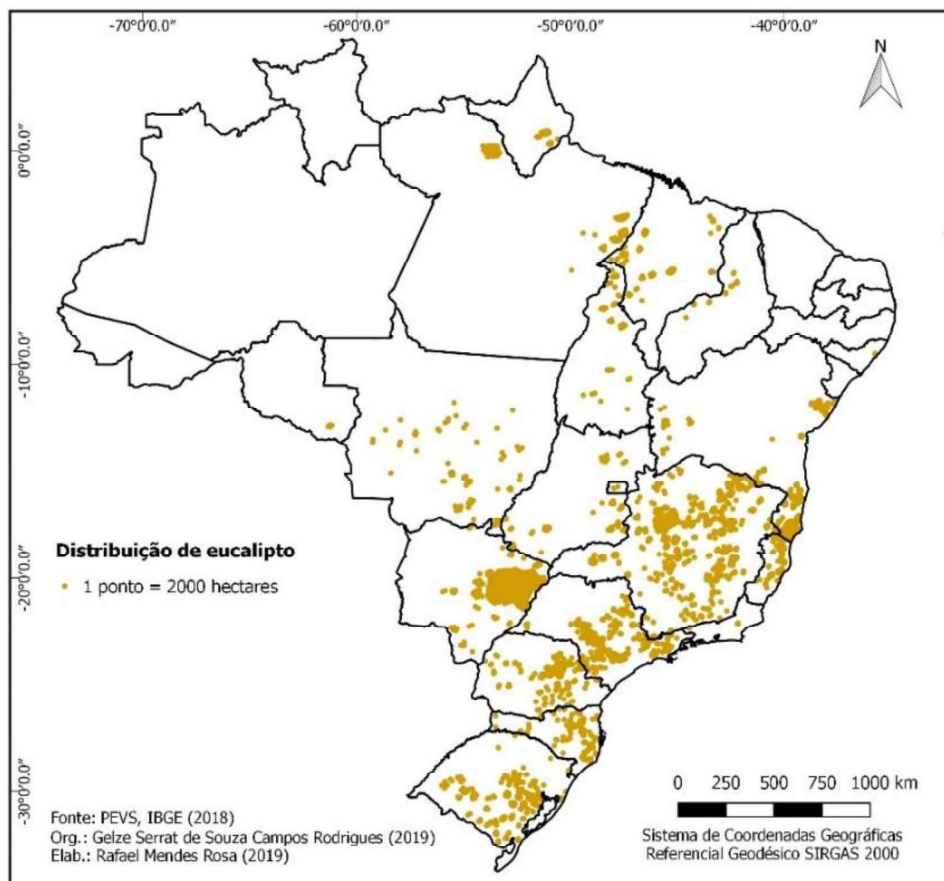 -70°0'0.0" -60°0'0.0" -50°0'0.0" -40°0'0.0"
N
0°0'0.0"
-10°0'0.0"
-20°0'0.0"
-30°0'0.0"
Distribuição de eucalipto
1 ponto = 2000 hectares
0 250 500 750 1000 km
Sistema de Coordenadas Geográficas
Referencial Geodésico SIRGAS 2000
Fonte: PEVS, IBGE (2018)
Org.: Gelze Serrat de Souza Campos Rodrigues (2019)
Elab.: Rafael Mendes Rosa (2019)